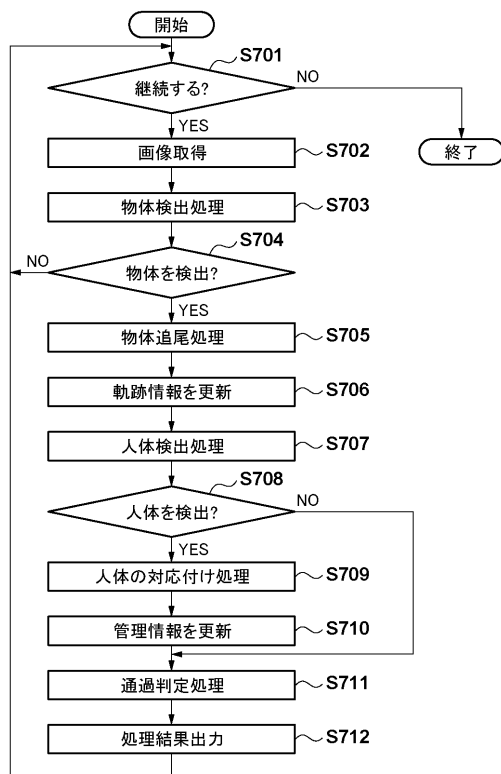 開始
S701
継続する?
NO
YES
終了
画像取得
S702
物体検出処理
S703
S704
NO
物体を検出?
YES
物体追尾処理
S705
軌跡情報を更新
S706
人体検出処理
S707
S708
人体を検出?
NO
YES
人体の対応付け処理
S709
管理情報を更新
S710
通過判定処理
S711
処理結果出力
S712